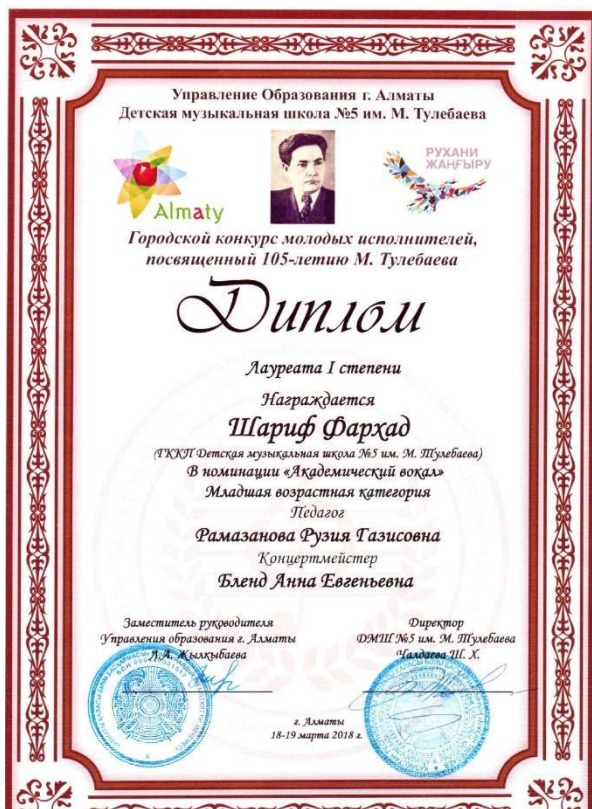 Управление Образования г. Алматы
Детская музыкальная школа №5 им. М. Тулебаева
Almaty
РУХАНИ
ЖАҢҒЫРУ
Городской конкурс молодых исполнителей,
посвященный 105-летию М. Тулебаева
Диплом
Лауреата I степени
Награждается
Шариф Фархад
(ГККП Детская музыкальная школа №5 им. М. Тулебаева)
В номинации «Академический вокал»
Младшая возрастная категория
Педагог
Рамазанова Рузия Газисовна
Концертмейстер
Бленд Анна Евгеньевна
Заместитель руководителя
Управления образования г. Алматы
А.А. Жылкыбаева
Директор
ДМШ №5 им. М. Тулебаева
Чалдаева Ш. Х.
г. Алматы
18-19 марта 2018 г.